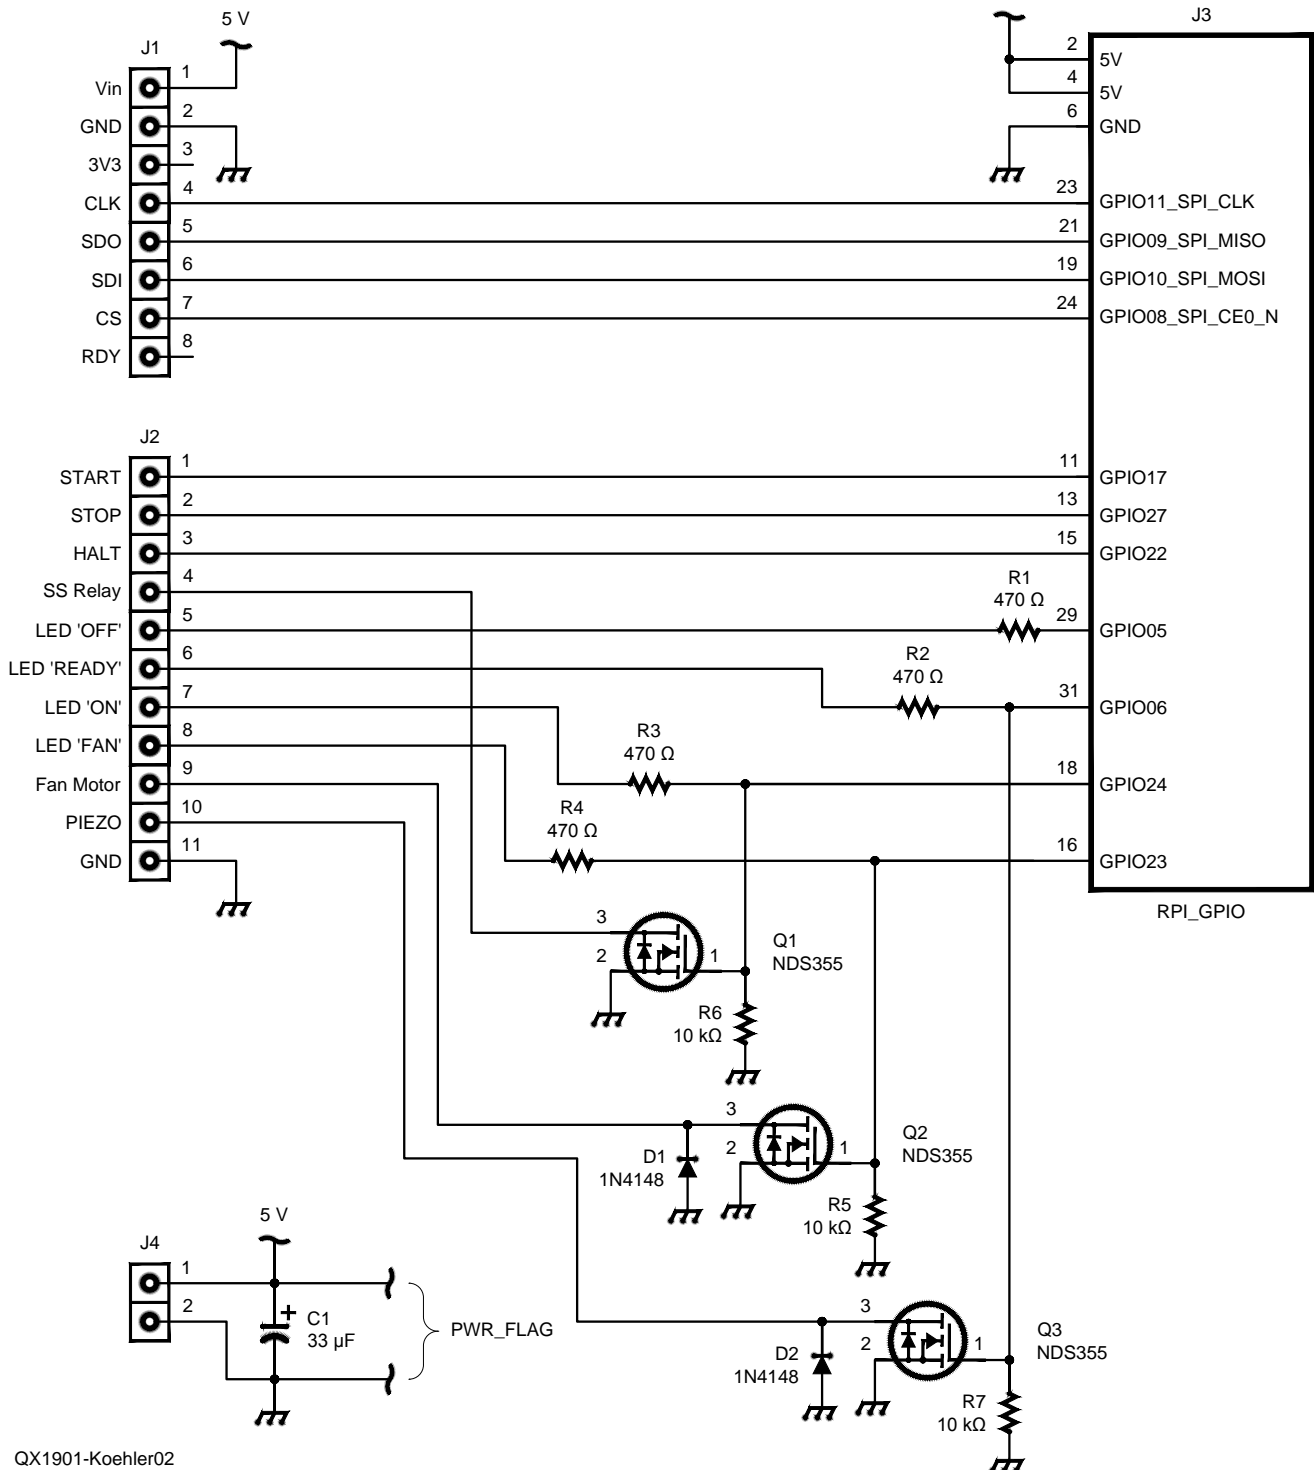 5 V
J1
Vin 1
GND 2
3V3 3
CLK 4
SDO 5
SDI 6
CS 7
RDY 8
J3
2 5V
4 5V
6 GND
23 GPIO11_SPI_CLK
21 GPIO09_SPI_MISO
19 GPIO10_SPI_MOSI
24 GPIO08_SPI_CE0_N
J2
START 1
STOP 2
HALT 3
SS Relay 4
LED 'OFF' 5
LED 'READY' 6
LED 'ON' 7
LED 'FAN' 8
Fan Motor 9
PIEZO 10
GND 11
11 GPIO17
13 GPIO27
15 GPIO22
R1
470 Ω
29 GPIO05
R2
470 Ω
31 GPIO06
R3
470 Ω
18 GPIO24
R4
470 Ω
16 GPIO23
RPI_GPIO
3
2
1
Q1
NDS355
R6
10 kΩ
3
2
1
Q2
NDS355
D1
1N4148
R5
10 kΩ
5 V
J4
1
2
+
C1
33 µF
PWR_FLAG
3
2
1
Q3
NDS355
D2
1N4148
R7
10 kΩ
QX1901-Koehler02